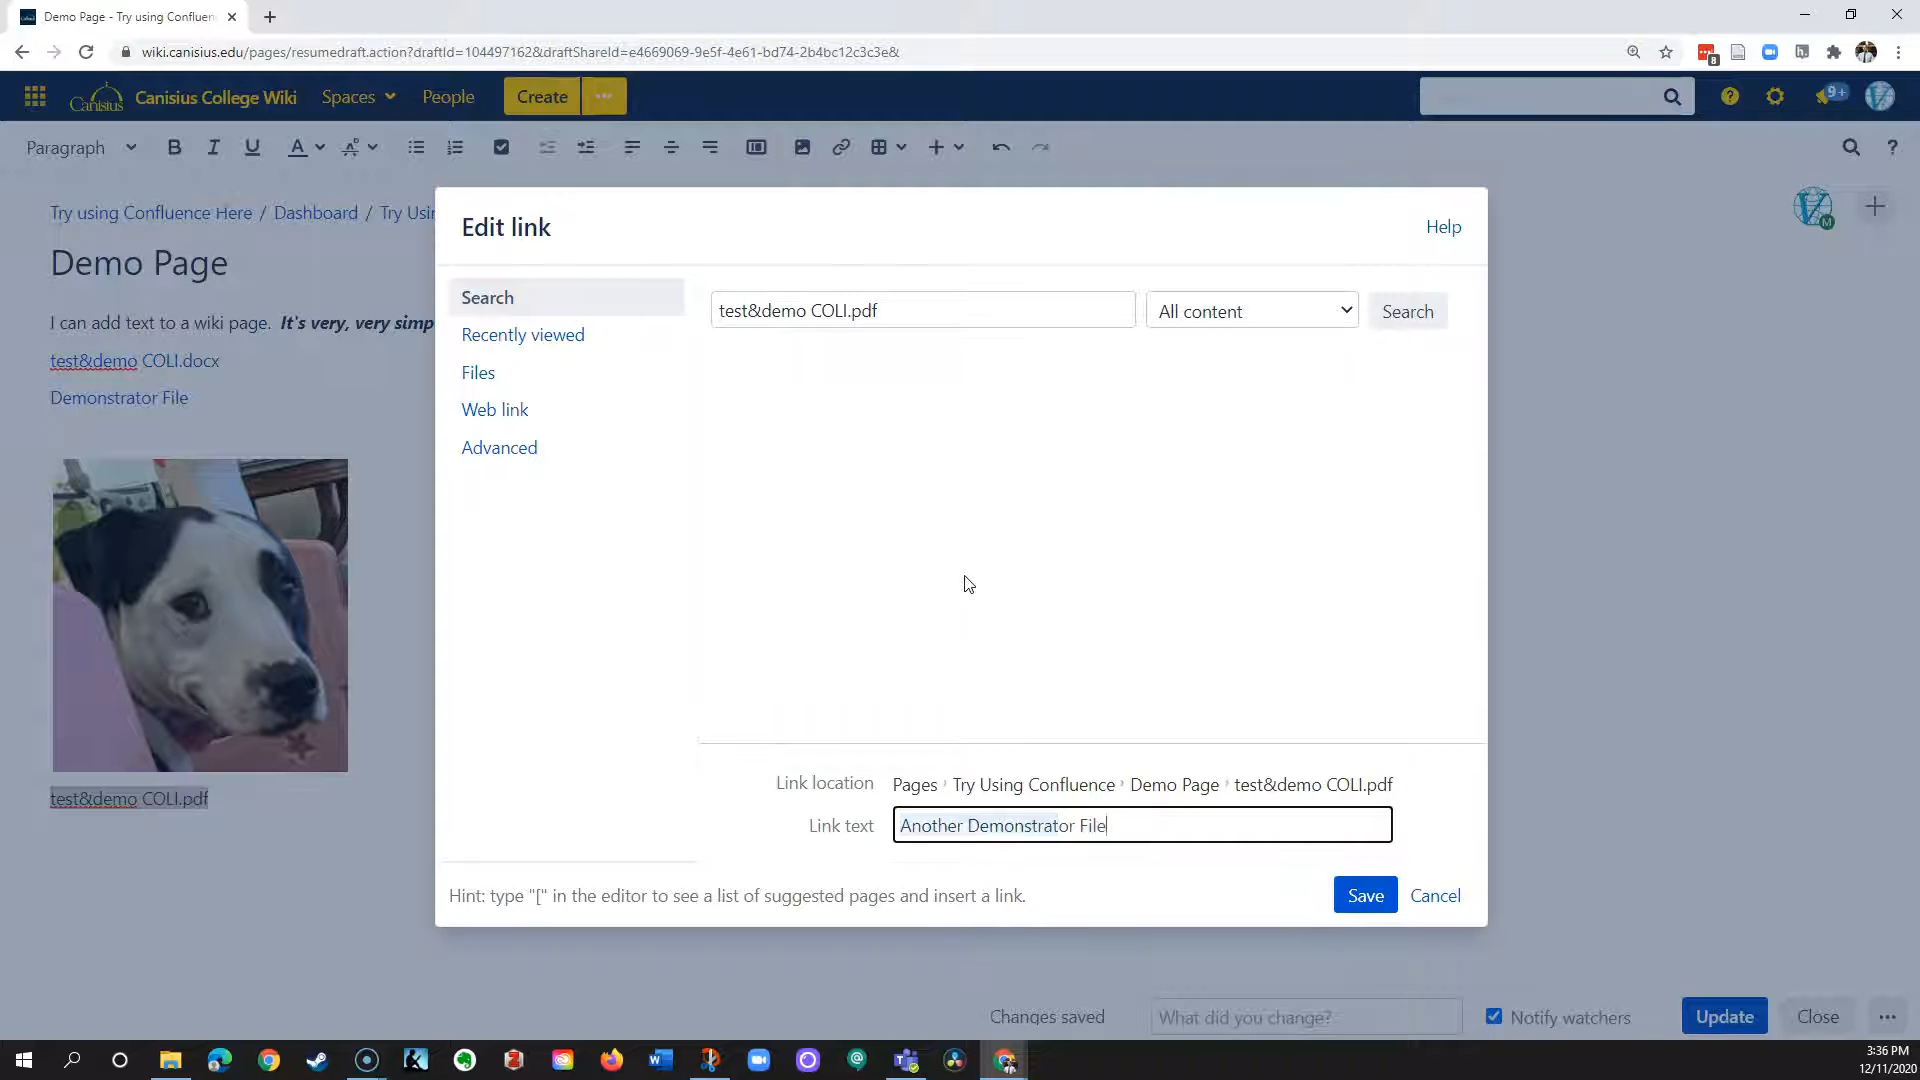 Demo Page - Try using Confluen
wiki.canisius.edu/pages/resumedraft.action?draftId=104497162&draftShareId=e4669069-9e5f-4e61-bd74-2b4bc12c3c3e&
8
Canisius
Canisius College Wiki
Spaces
People
Create
9+
Paragraph
B I U A
Try using Confluence Here / Dashboard / Try Usin
M
Demo Page
I can add text to a wiki page. It's very, very simp
test&demo COLI.docx
Demonstrator File
test&demo COLI.pdf
Edit link
Help
Search
Recently viewed
Files
Web link
Advanced
test&demo COLI.pdf
All content
Search
Link location Pages › Try Using Confluence › Demo Page › test&demo COLI.pdf
Link text Another Demonstrator File
Hint: type "[" in the editor to see a list of suggested pages and insert a link.
Save
Cancel
Changes saved
What did you change?
Notify watchers
Update
Close
3:36 PM
12/11/2020